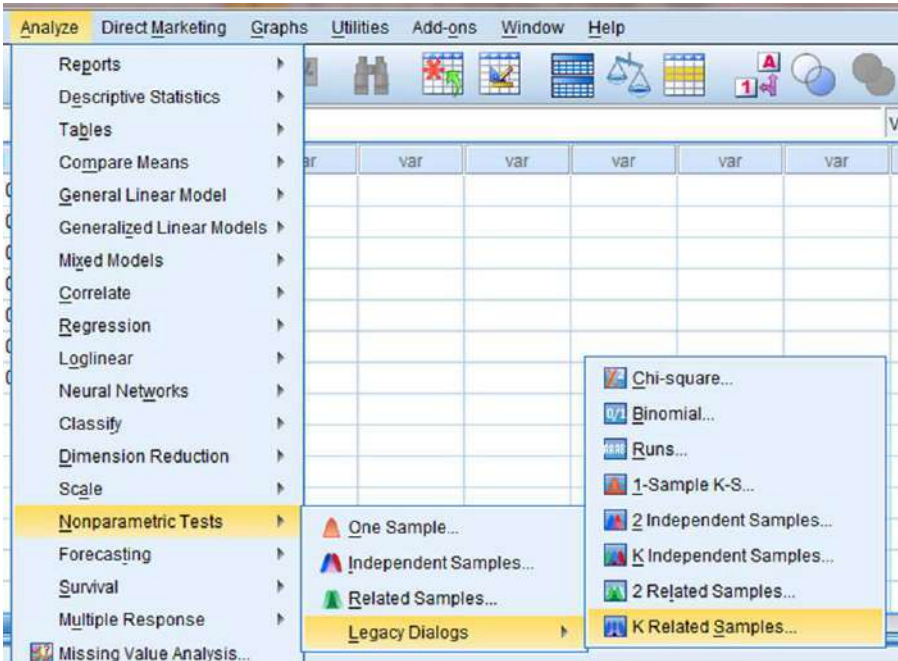 Analyze Direct Marketing Graphs Utilities Add-ons Window Help
Reports
Descriptive Statistics
Tables
Compare Means
General Linear Model
Generalized Linear Models
Mixed Models
Correlate
Regression
Loglinear
Neural Networks
Classify
Dimension Reduction
Scale
Nonparametric Tests
Forecasting
Survival
Multiple Response
Missing Value Analysis...
A
1
var var var var var
One Sample...
Independent Samples...
Related Samples...
Legacy Dialogs
Chi-square...
0/1 Binomial...
Runs...
1-Sample K-S...
2 Independent Samples...
K Independent Samples...
2 Related Samples...
K Related Samples...